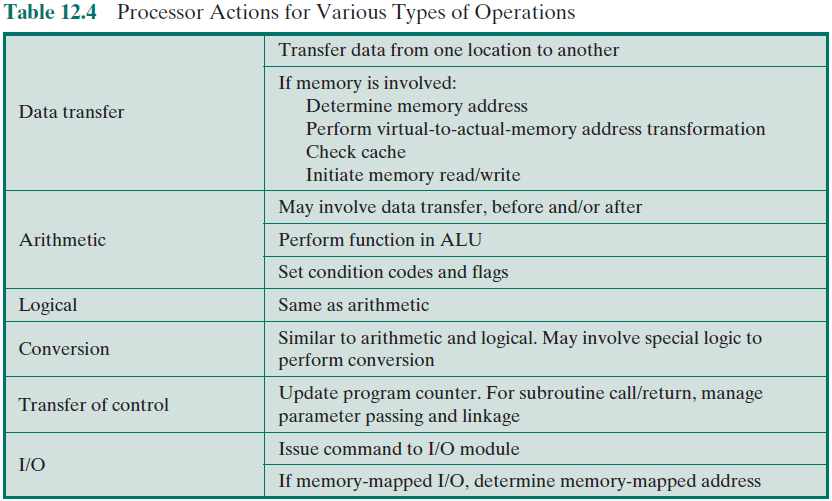 Table 12.4 Processor Actions for Various Types of Operations
Data transfer
Transfer data from one location to another
If memory is involved:
Determine memory address
Perform virtual-to-actual-memory address transformation
Check cache
Initiate memory read/write
Arithmetic
May involve data transfer, before and/or after
Perform function in ALU
Set condition codes and flags
Logical
Same as arithmetic
Conversion
Similar to arithmetic and logical. May involve special logic to
perform conversion
Transfer of control
Update program counter. For subroutine call/return, manage
parameter passing and linkage
I/O
Issue command to I/O module
If memory-mapped I/O, determine memory-mapped address